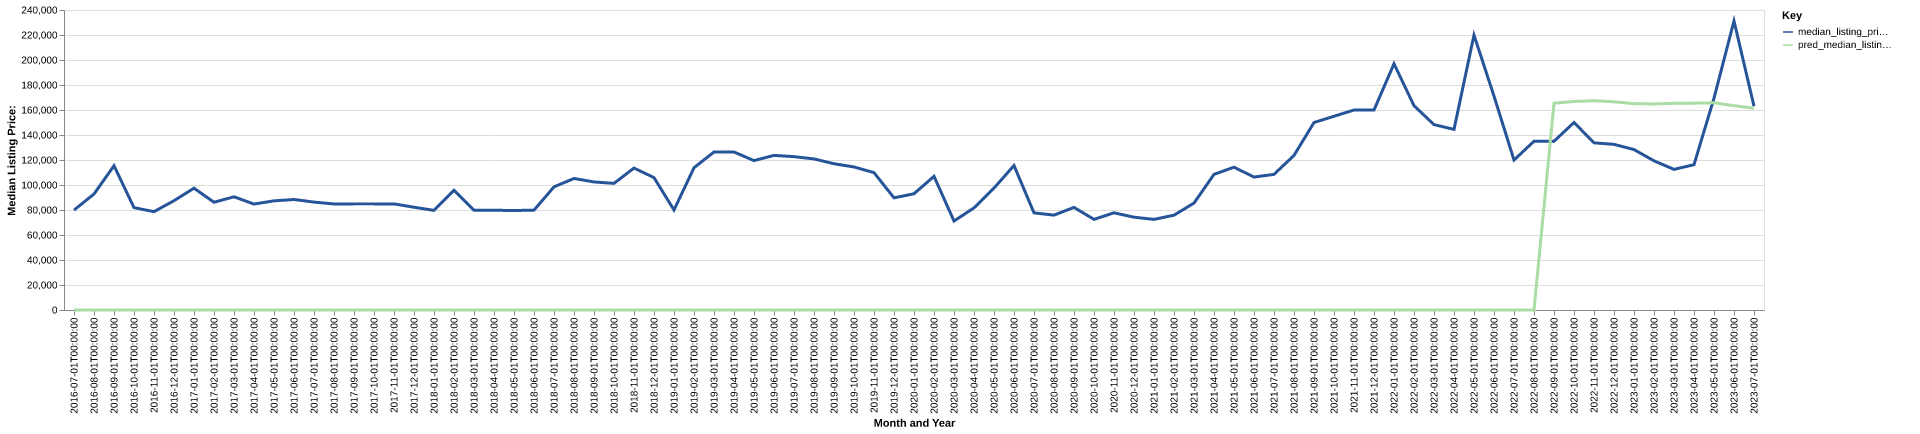 240,000
220,000
200,000
180,000
160,000
140,000
120,000
100,000
80,000
60,000
40,000
20,000
0
Median Listing Price:
2016-07-01T00:00:00
2016-08-01T00:00:00
2016-09-01T00:00:00
2016-10-01T00:00:00
2016-11-01T00:00:00
2016-12-01T00:00:00
2017-01-01T00:00:00
2017-02-01T00:00:00
2017-03-01T00:00:00
2017-04-01T00:00:00
2017-05-01T00:00:00
2017-06-01T00:00:00
2017-07-01T00:00:00
2017-08-01T00:00:00
2017-09-01T00:00:00
2017-10-01T00:00:00
2017-11-01T00:00:00
2017-12-01T00:00:00
2018-01-01T00:00:00
2018-02-01T00:00:00
2018-03-01T00:00:00
2018-04-01T00:00:00
2018-05-01T00:00:00
2018-06-01T00:00:00
2018-07-01T00:00:00
2018-08-01T00:00:00
2018-09-01T00:00:00
2018-10-01T00:00:00
2018-11-01T00:00:00
2018-12-01T00:00:00
2019-01-01T00:00:00
2019-02-01T00:00:00
2019-03-01T00:00:00
2019-04-01T00:00:00
2019-05-01T00:00:00
2019-06-01T00:00:00
2019-07-01T00:00:00
2019-08-01T00:00:00
2019-09-01T00:00:00
2019-10-01T00:00:00
2019-11-01T00:00:00
2019-12-01T00:00:00
2020-01-01T00:00:00
2020-02-01T00:00:00
2020-03-01T00:00:00
2020-04-01T00:00:00
2020-05-01T00:00:00
2020-06-01T00:00:00
2020-07-01T00:00:00
2020-08-01T00:00:00
2020-09-01T00:00:00
2020-10-01T00:00:00
2020-11-01T00:00:00
2020-12-01T00:00:00
2021-01-01T00:00:00
2021-02-01T00:00:00
2021-03-01T00:00:00
2021-04-01T00:00:00
2021-05-01T00:00:00
2021-06-01T00:00:00
2021-07-01T00:00:00
2021-08-01T00:00:00
2021-09-01T00:00:00
2021-10-01T00:00:00
2021-11-01T00:00:00
2021-12-01T00:00:00
2022-01-01T00:00:00
2022-02-01T00:00:00
2022-03-01T00:00:00
2022-04-01T00:00:00
2022-05-01T00:00:00
2022-06-01T00:00:00
2022-07-01T00:00:00
2022-08-01T00:00:00
2022-09-01T00:00:00
2022-10-01T00:00:00
2022-11-01T00:00:00
2022-12-01T00:00:00
2023-01-01T00:00:00
2023-02-01T00:00:00
2023-03-01T00:00:00
2023-04-01T00:00:00
2023-05-01T00:00:00
2023-06-01T00:00:00
2023-07-01T00:00:00
Month and Year
Key
median_listing_pri…
pred_median_listin…